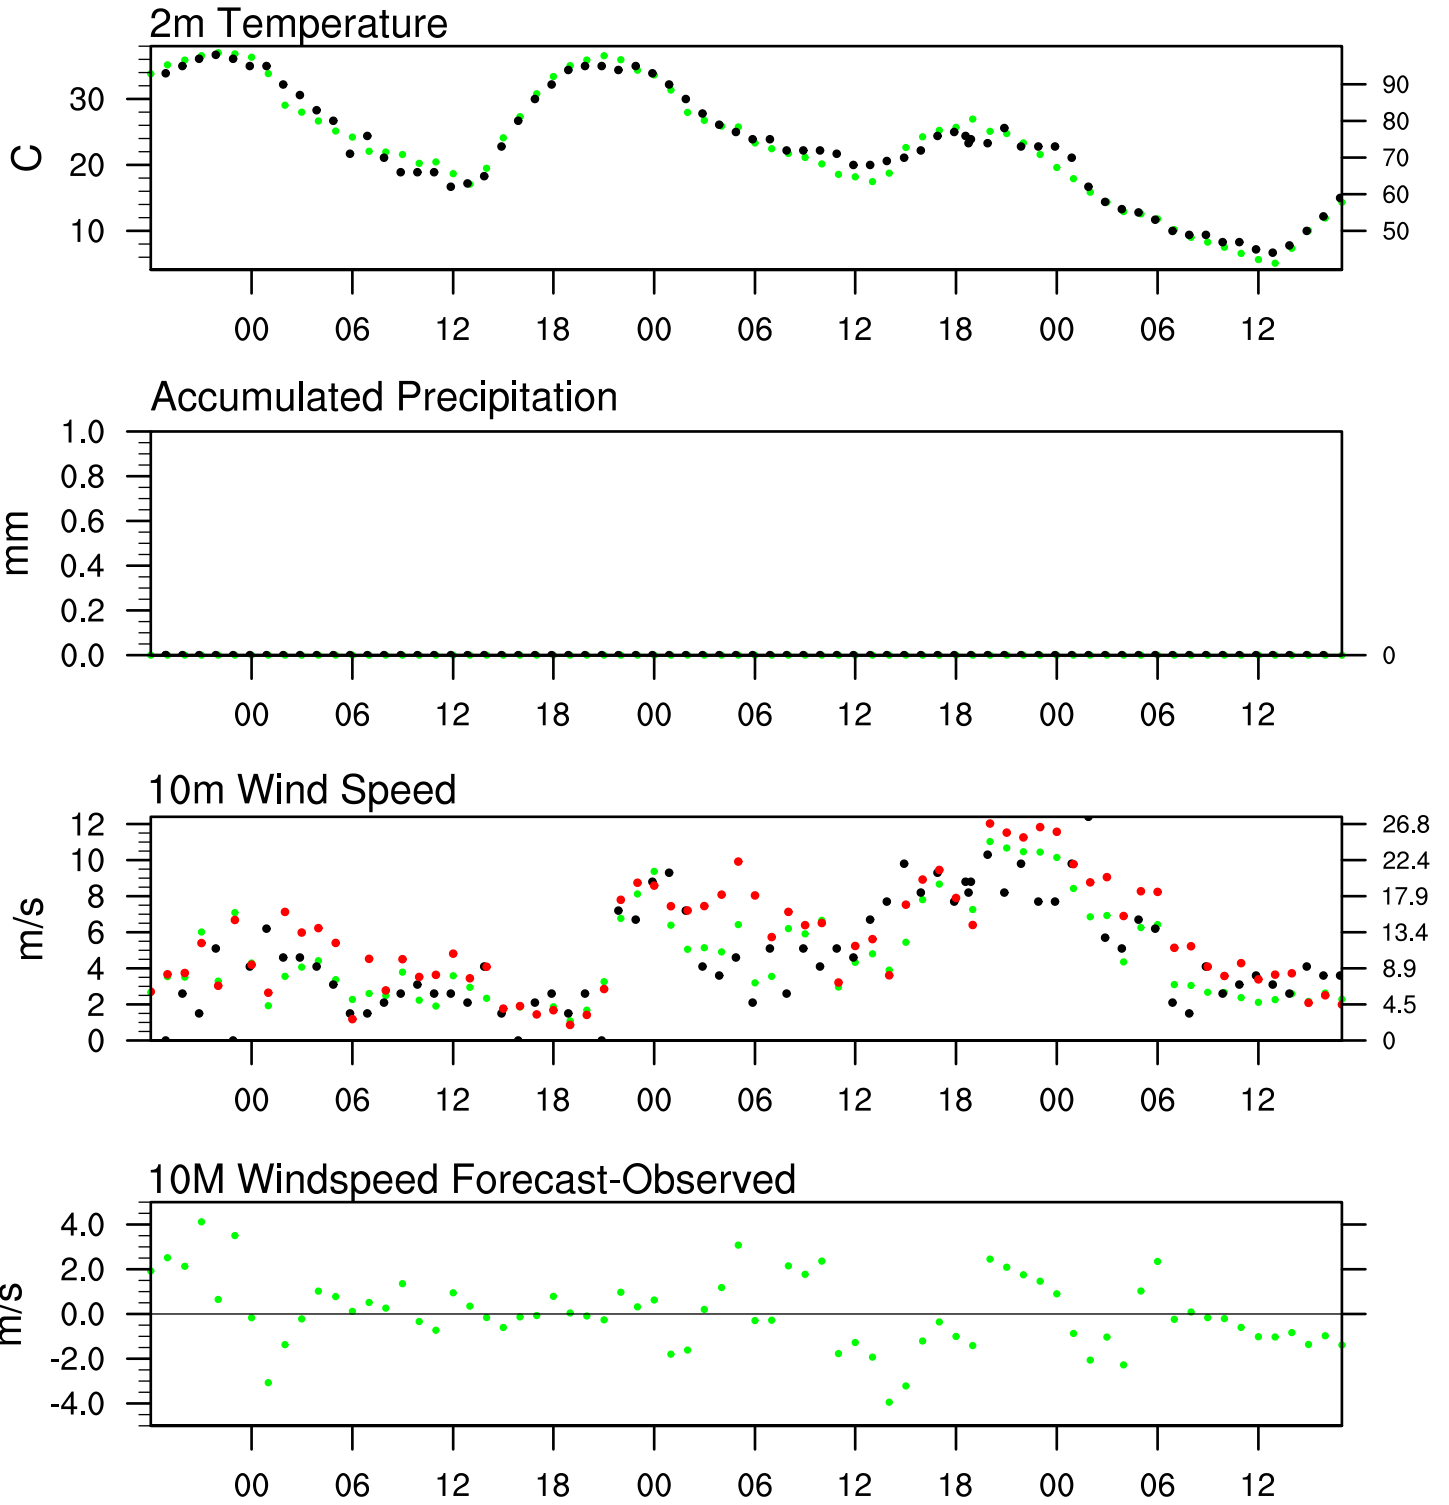 2m Temperature
C
30
20
10
90
80
70
60
50
00 06 12 18 00 06 12 18 00 06 12
Accumulated Precipitation
mm
1.0
0.8
0.6
0.4
0.2
0.0
0
00 06 12 18 00 06 12 18 00 06 12
10m Wind Speed
m/s
12
10
8
6
4
2
0
26.8
22.4
17.9
13.4
8.9
4.5
0
00 06 12 18 00 06 12 18 00 06 12
10M Windspeed Forecast-Observed
m/s
4.0
2.0
0.0
-2.0
-4.0
00 06 12 18 00 06 12 18 00 06 12